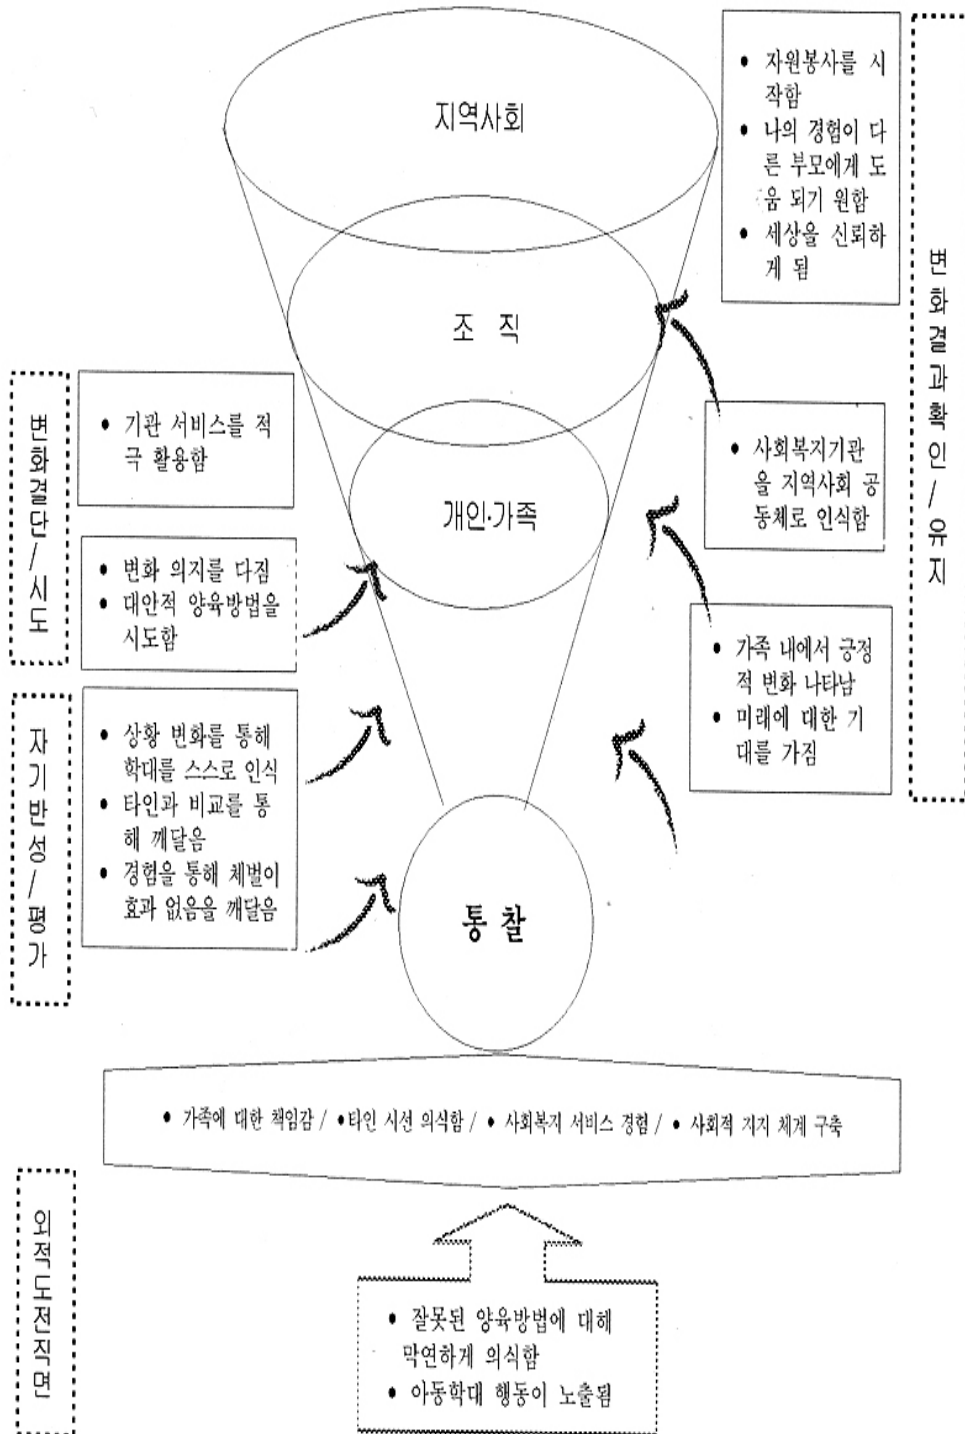 지역사회
조 직
개인·가족
통 찰
• 자원봉사를 시
작함
• 나의 경험이 다
른 부모에게 도
움 되기 원함
• 세상을 신뢰하
게 됨
• 사회복지기관
을 지역사회 공
동체로 인식함
• 가족 내에서 긍정
적 변화 나타남
• 미래에 대한 기
대를 가짐
변화결과확인/유지
변화결단/시도
• 기관 서비스를 적
극 활용함
• 변화 의지를 다짐
• 대안적 양육방법을
시도함
자기반성/평가
• 상황 변화를 통해
학대를 스스로 인식
• 타인과 비교를 통
해 깨달음
• 경험을 통해 체벌이
효과 없음을 깨달음
• 가족에 대한 책임감 / •타인 시선 의식함 / • 사회복지 서비스 경험 / • 사회적 지지 체계 구축
외적도전직면
• 잘못된 양육방법에 대해
막연하게 의식함
• 아동학대 행동이 노출됨